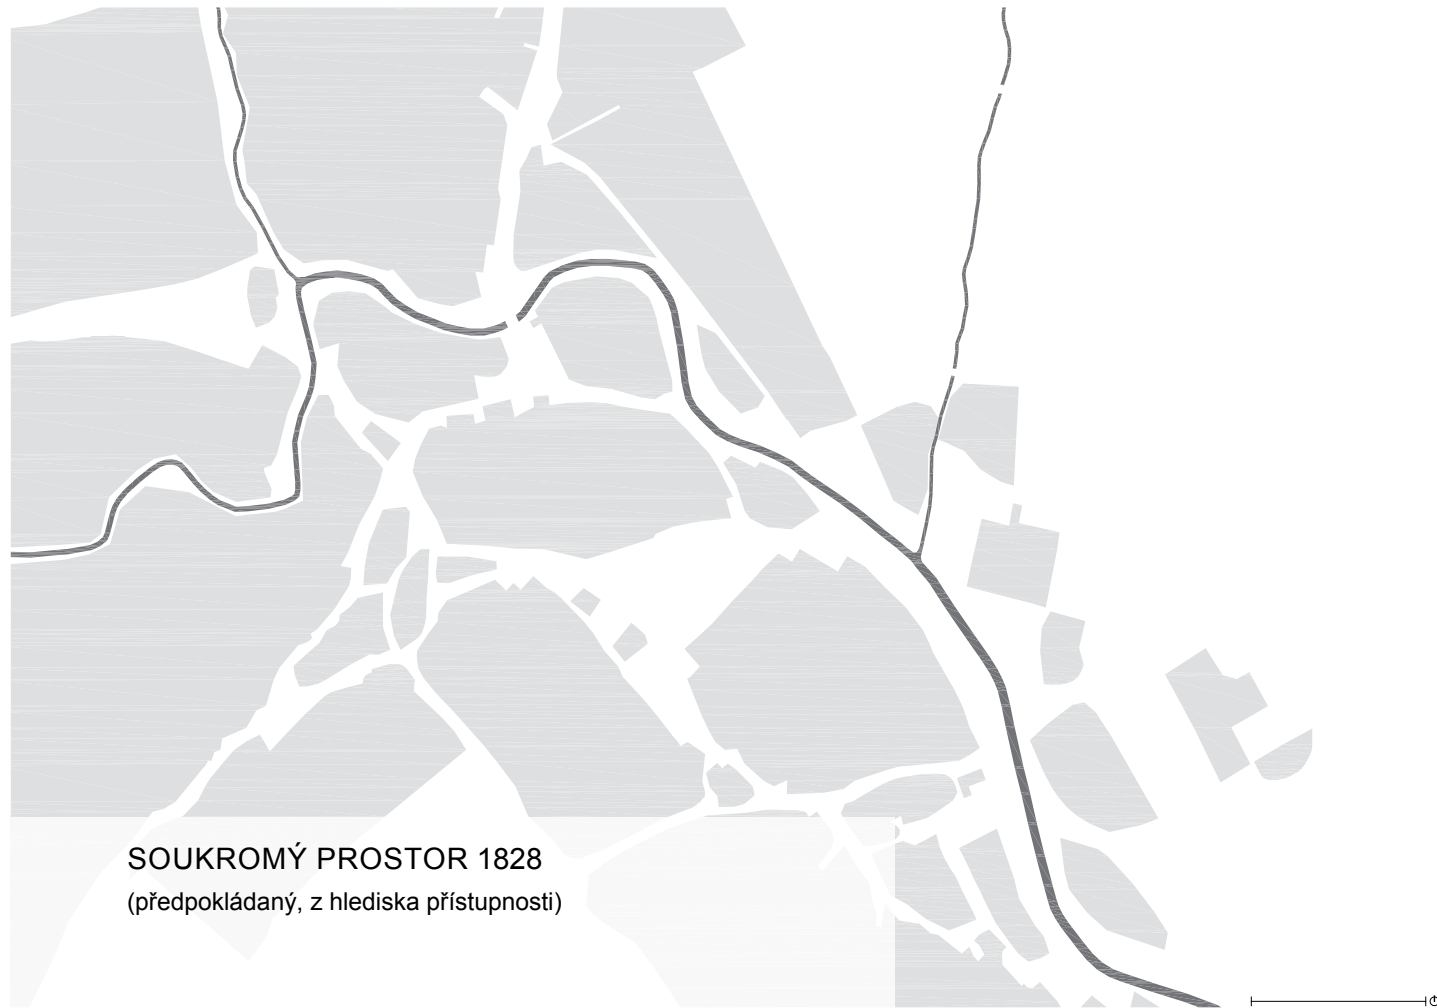 SOUKROMÝ PROSTOR 1828
(předpokládaný, z hlediska přístupnosti)